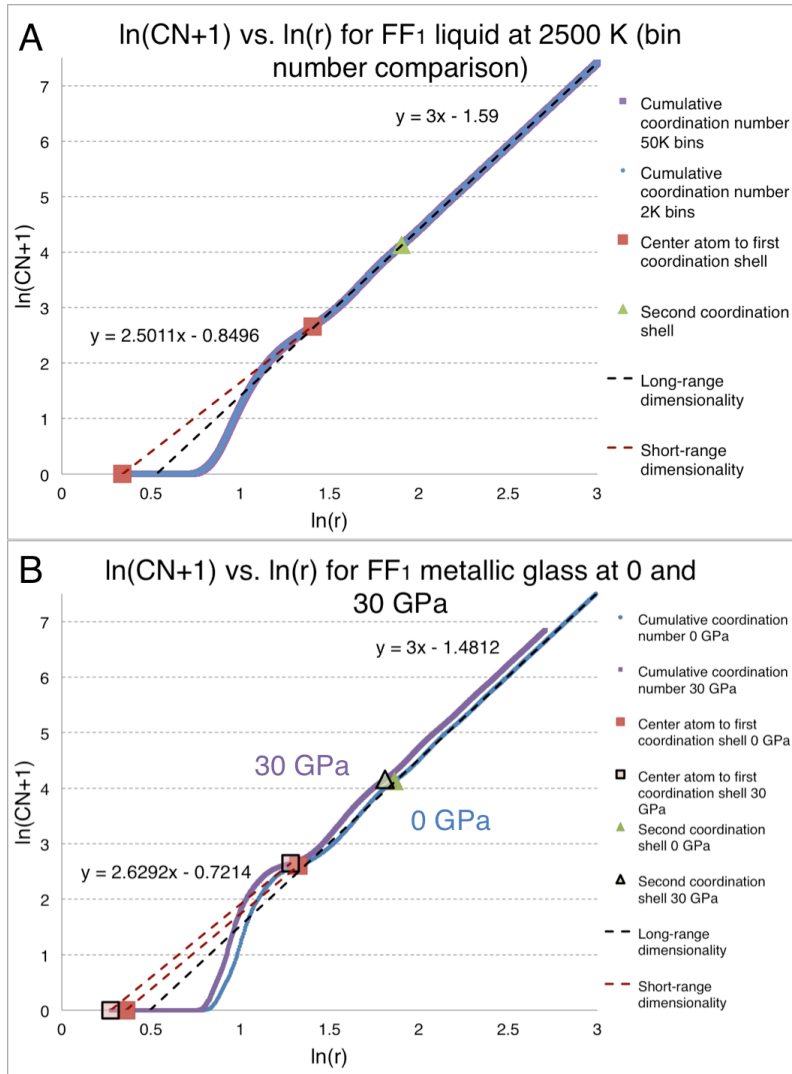 A
ln(CN+1) vs. ln(r) for FF₁ liquid at 2500 K (bin
number comparison)
7
6
5
4
3
2
1
0
ln(CN+1)
y = 3x - 1.59
y = 2.5011x - 0.8496
0 0.5 1 1.5 2 2.5 3
ln(r)
Cumulative
coordination number
50K bins
Cumulative
coordination number
2K bins
Center atom to first
coordination shell
Second coordination
shell
Long-range
dimensionality
Short-range
dimensionality
B
ln(CN+1) vs. ln(r) for FF₁ metallic glass at 0 and
30 GPa
7
6
5
4
3
2
1
0
ln(CN+1)
y = 3x - 1.4812
30 GPa
0 GPa
y = 2.6292x - 0.7214
0 0.5 1 1.5 2 2.5 3
ln(r)
Cumulative coordination
number 0 GPa
Cumulative coordination
number 30 GPa
Center atom to first
coordination shell 0 GPa
Center atom to first
coordination shell 30
GPa
Second coordination
shell 0 GPa
Second coordination
shell 30 GPa
Long-range
dimensionality
Short-range
dimensionality